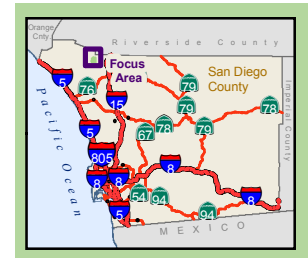 Orange
Cnty
Riverside County
Focus
Area
San Diego
County
Imperial County
Pacific Ocean
MEXICO
5
76
15
79
79
78
5
67
78
79
805
8
8
8
54
94
5
94
8